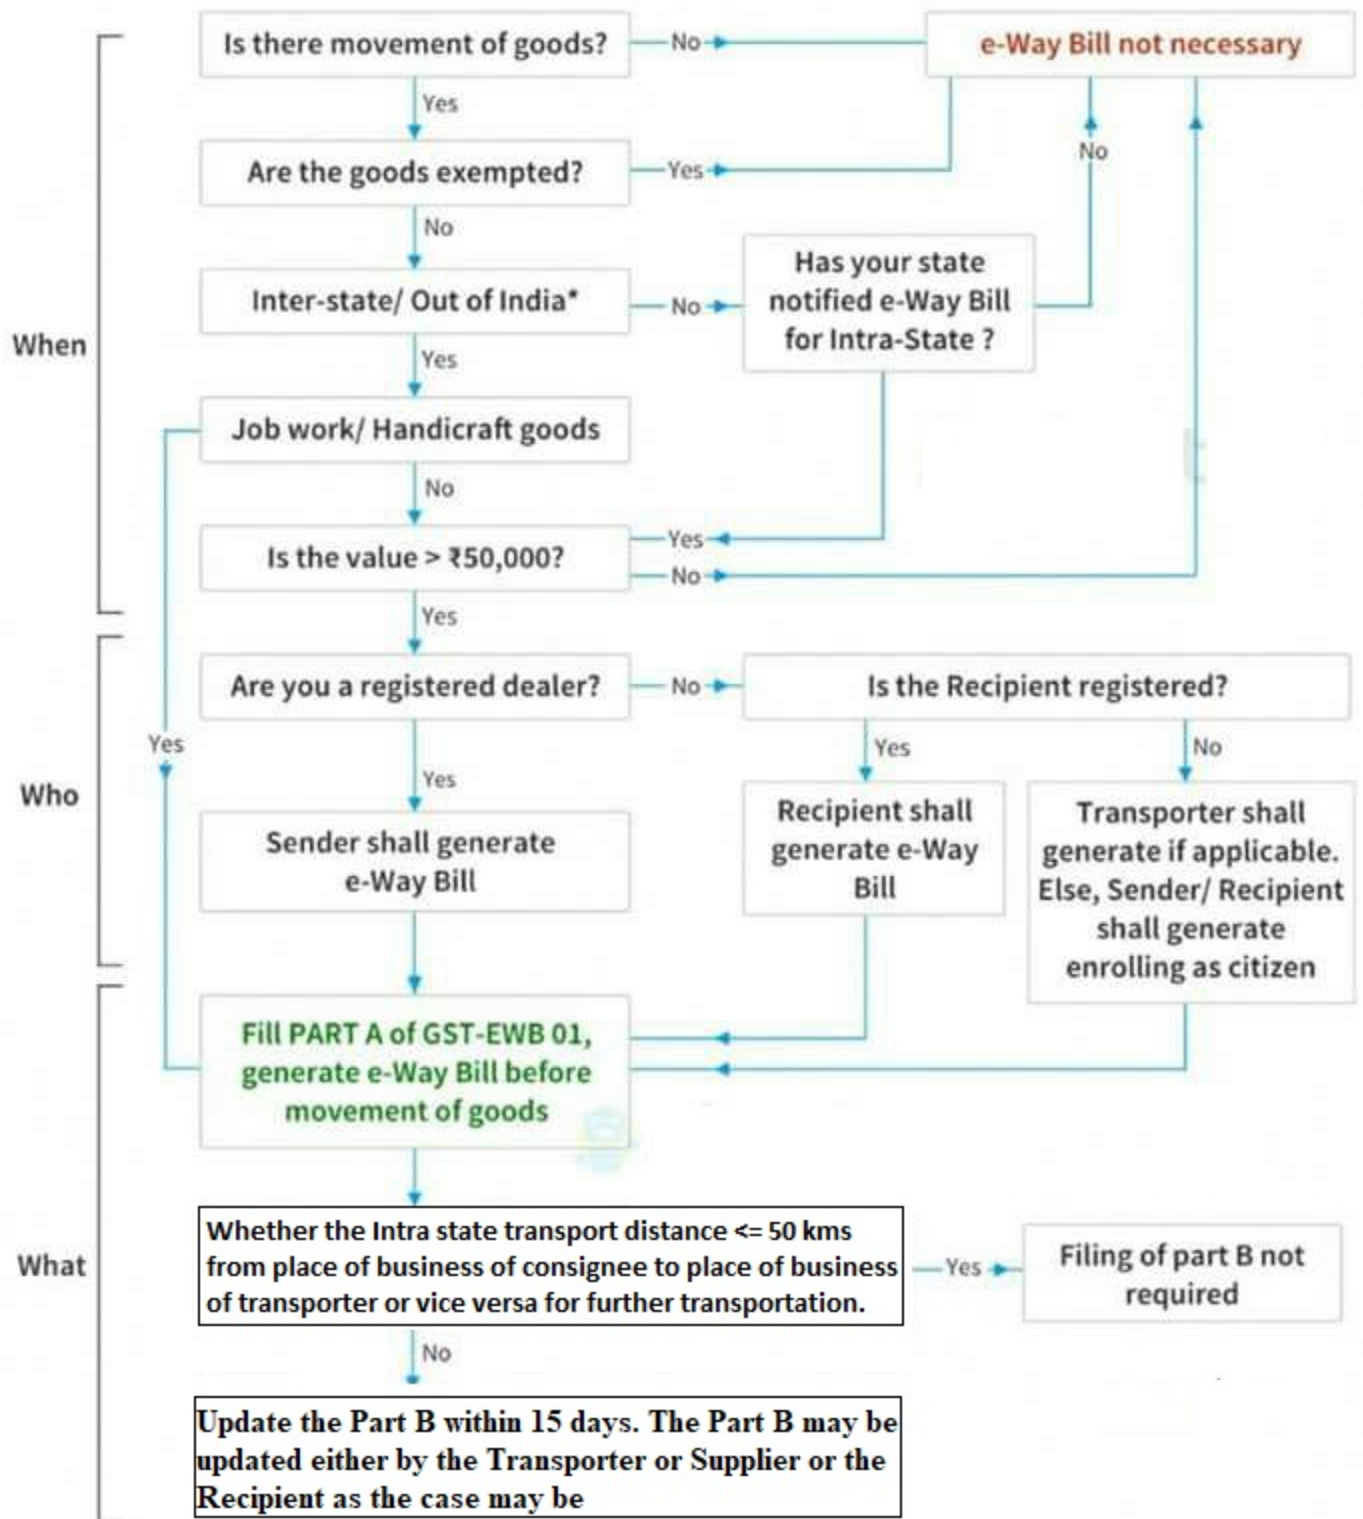 Is there movement of goods?
No
e-Way Bill not necessary
Yes
Are the goods exempted?
Yes
No
No
Inter-state/ Out of India*
No
Has your state
notified e-Way Bill
for Intra-State ?
When
Yes
Job work/ Handicraft goods
No
Is the value > ₹50,000?
Yes
No
Yes
Are you a registered dealer?
No
Is the Recipient registered?
Yes
Yes
No
Who
Yes
Sender shall generate
e-Way Bill
Recipient shall
generate e-Way
Bill
Transporter shall
generate if applicable.
Else, Sender/ Recipient
shall generate
enrolling as citizen
Fill PART A of GST-EWB 01,
generate e-Way Bill before
movement of goods
What
Whether the Intra state transport distance <= 50 kms
from place of business of consignee to place of business
of transporter or vice versa for further transportation.
Yes
Filing of part B not
required
No
Update the Part B within 15 days. The Part B may be
updated either by the Transporter or Supplier or the
Recipient as the case may be